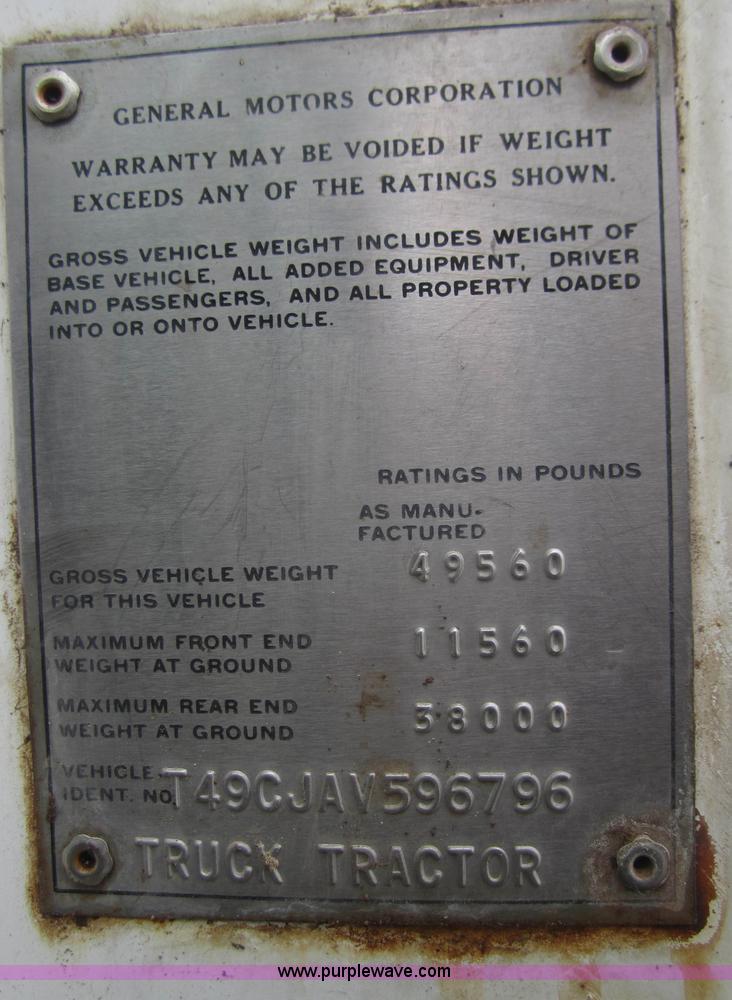 GENERAL MOTORS CORPORATION
WARRANTY MAY BE VOIDED IF WEIGHT
EXCEEDS ANY OF THE RATINGS SHOWN.
GROSS VEHICLE WEIGHT INCLUDES WEIGHT OF
BASE VEHICLE, ALL ADDED EQUIPMENT, DRIVER
AND PASSENGERS, AND ALL PROPERTY LOADED
INTO OR ONTO VEHICLE.
RATINGS IN POUNDS
AS MANU-
FACTURED
GROSS VEHICLE WEIGHT 49560
FOR THIS VEHICLE
MAXIMUM FRONT END 11560
WEIGHT AT GROUND
MAXIMUM REAR END 38000
WEIGHT AT GROUND
VEHICLE
IDENT. NO. T49CJAV596796
TRUCK TRACTOR
www.purplewave.com